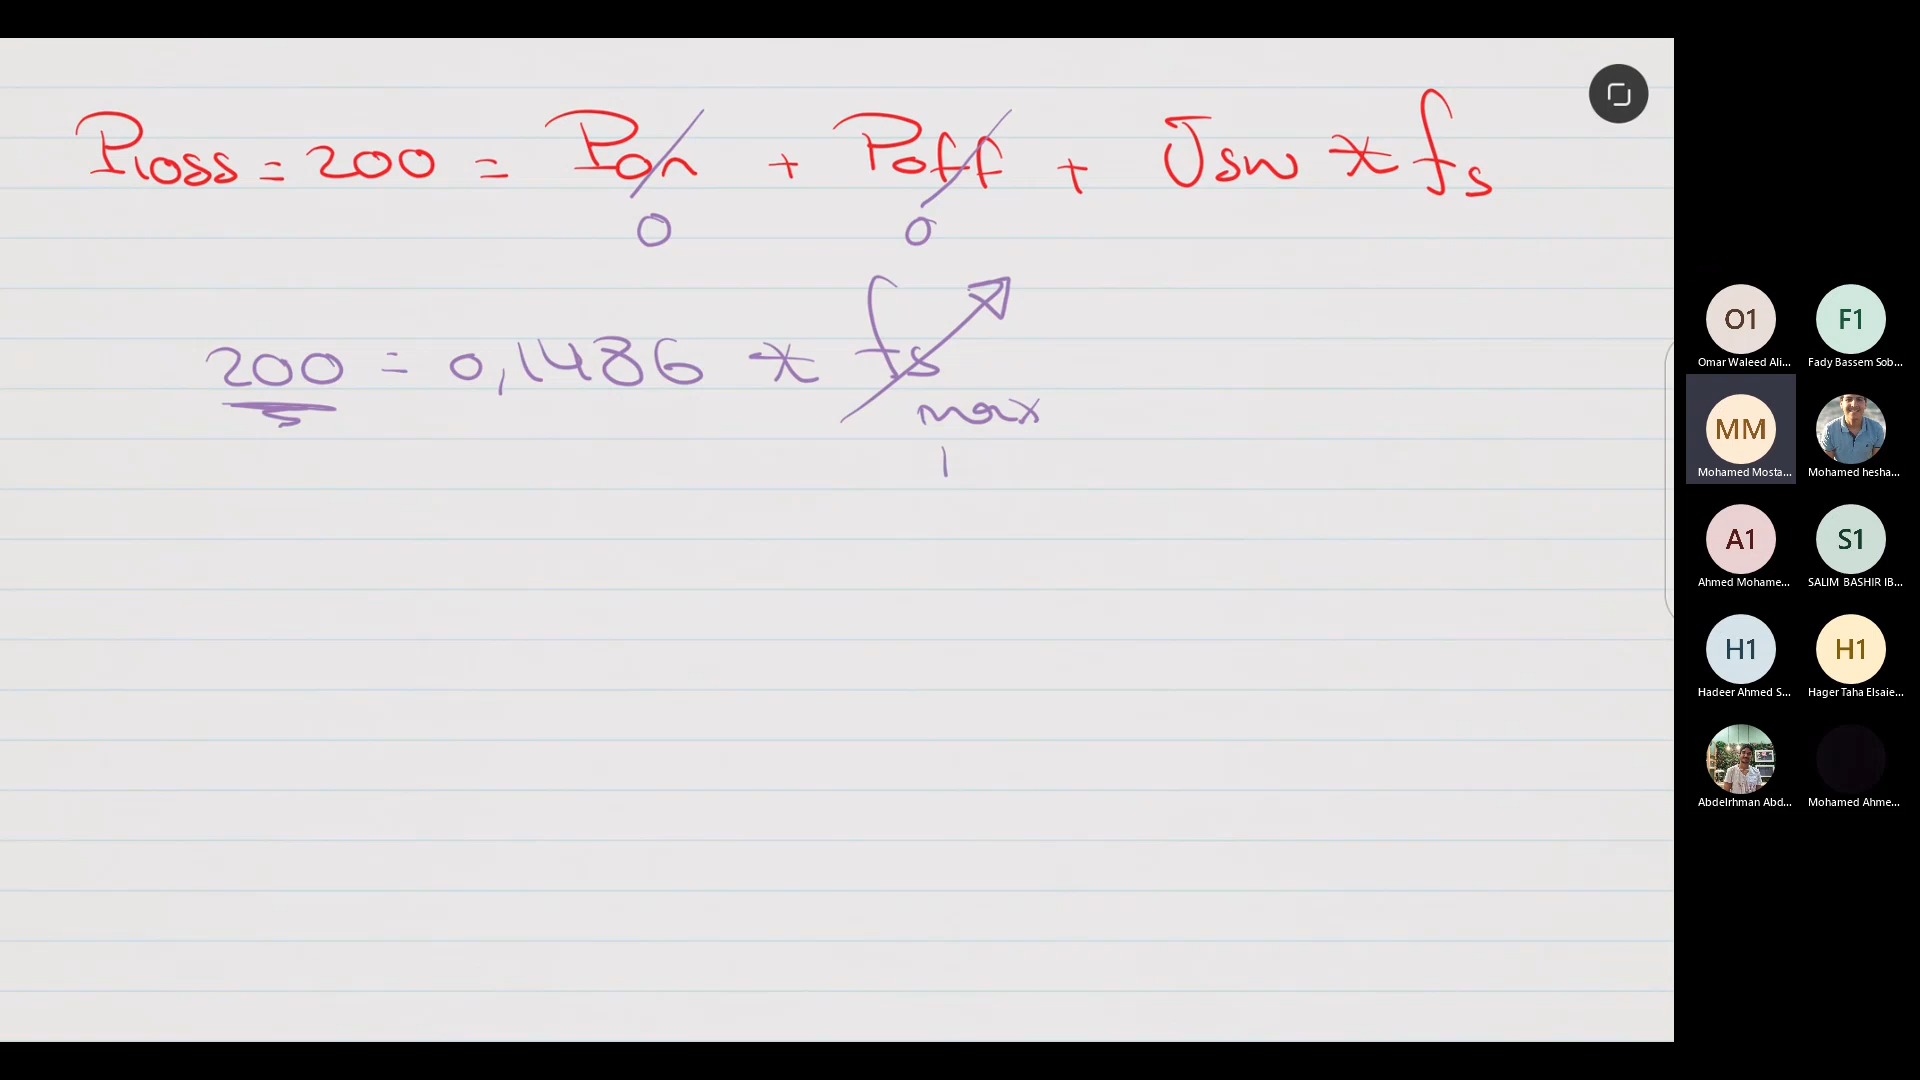 Ploss = 200 = Pon + Poff + Jsw * fs
0 0
200 = 0,1486 * fs
max
O1 F1
Omar Waleed Ali... Fady Bassem Sob...
MM
Mohamed Mosta... Mohamed hesha...
A1 S1
Ahmed Mohame... SALIM BASHIR IB...
H1 H1
Hadeer Ahmed S... Hager Taha Elsaie...
Abdelrhman Abd... Mohamed Ahme...